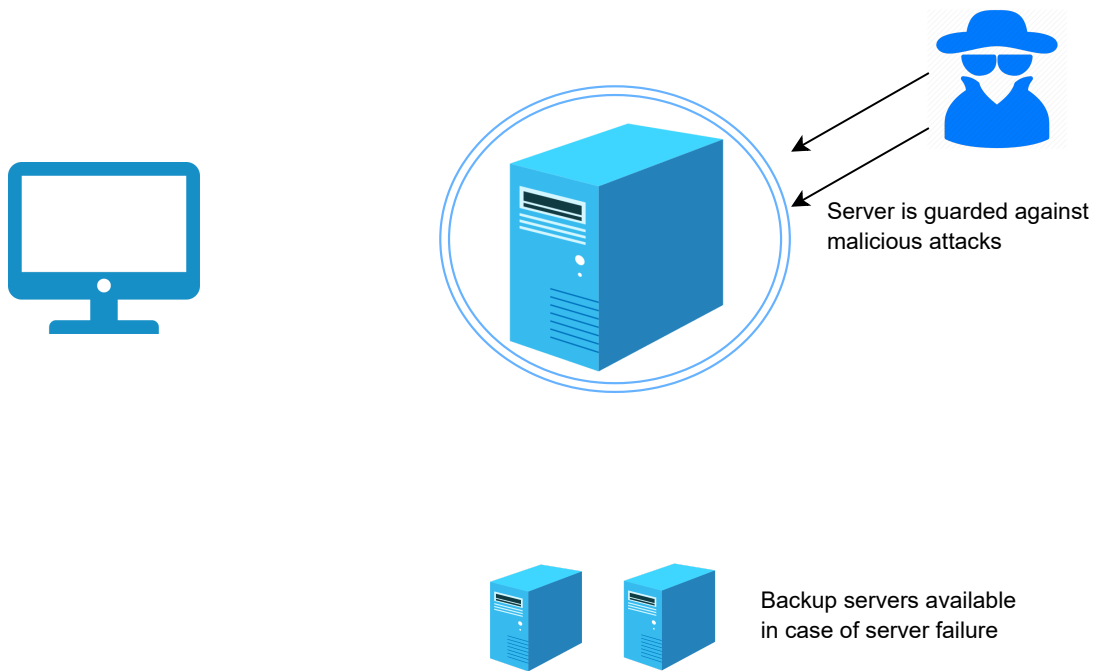 Server is guarded against
malicious attacks
Backup servers available
in case of server failure